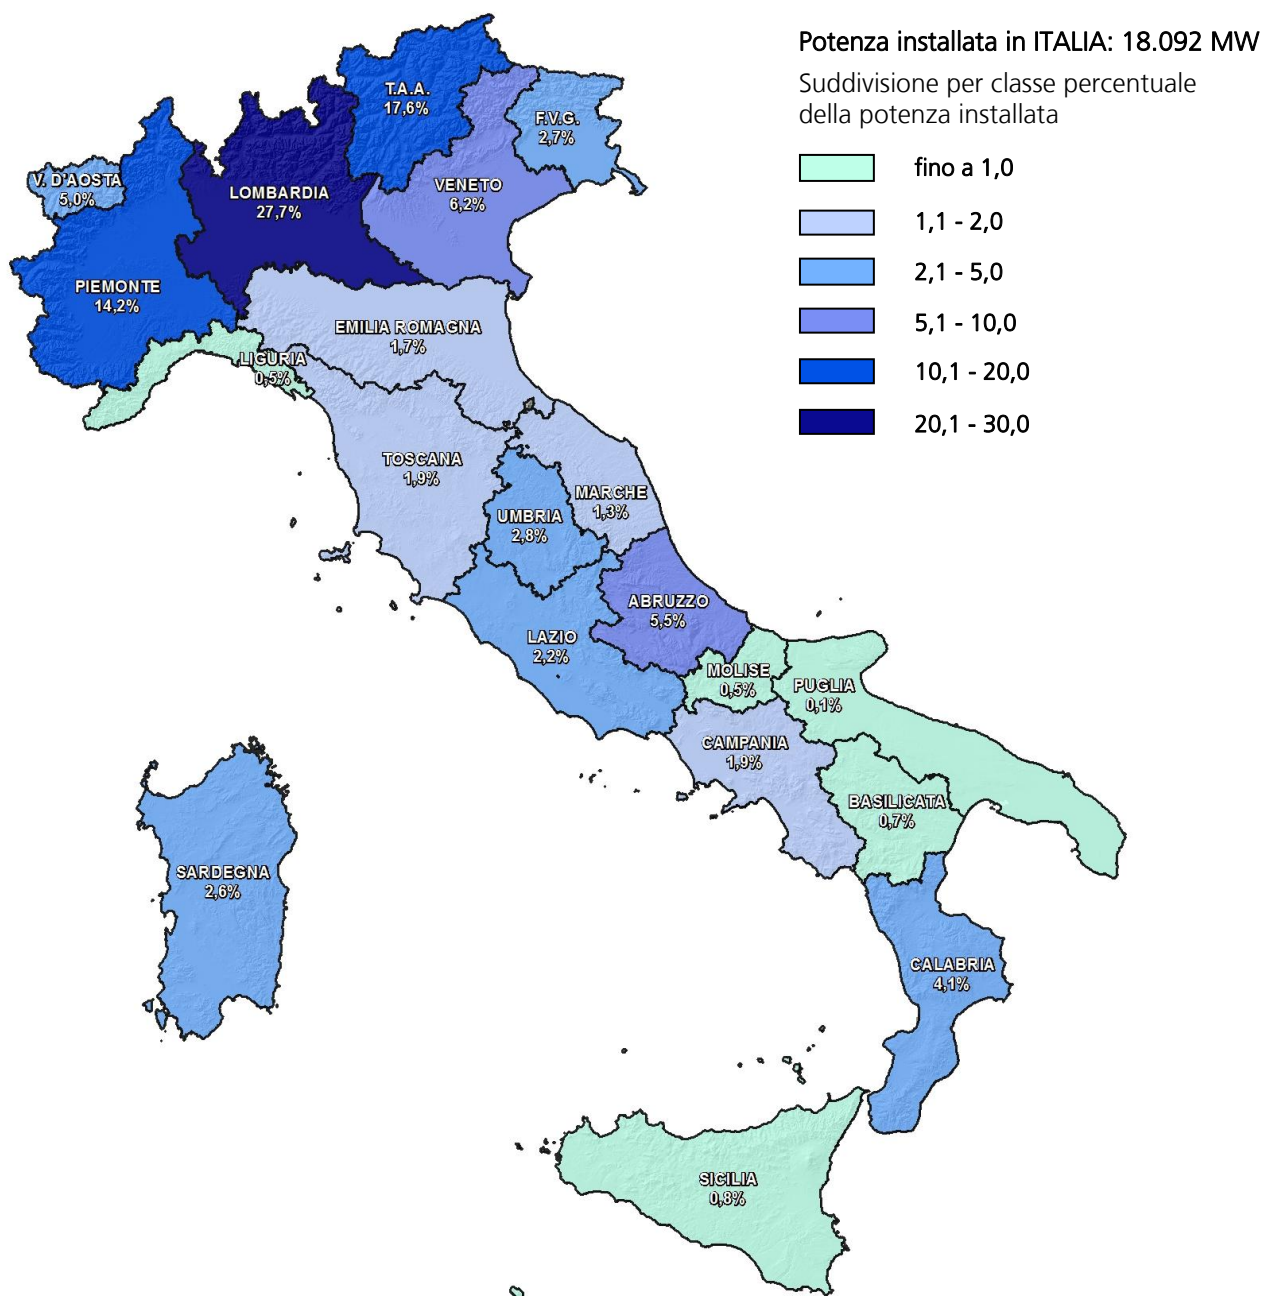 Potenza installata in ITALIA: 18.092 MW
Suddivisione per classe percentuale
della potenza installata
fino a 1,0
1,1 - 2,0
2,1 - 5,0
5,1 - 10,0
10,1 - 20,0
20,1 - 30,0
T.A.A.
17,6%
F.V.G.
2,7%
V. D'AOSTA
5,0%
LOMBARDIA
27,7%
VENETO
6,2%
PIEMONTE
14,2%
EMILIA ROMAGNA
1,7%
LIGURIA
0,5%
TOSCANA
1,9%
MARCHE
1,3%
UMBRIA
2,8%
ABRUZZO
5,5%
LAZIO
2,2%
MOLISE
0,5%
PUGLIA
0,1%
CAMPANIA
1,9%
BASILICATA
0,7%
SARDEGNA
2,6%
CALABRIA
4,1%
SICILIA
0,8%